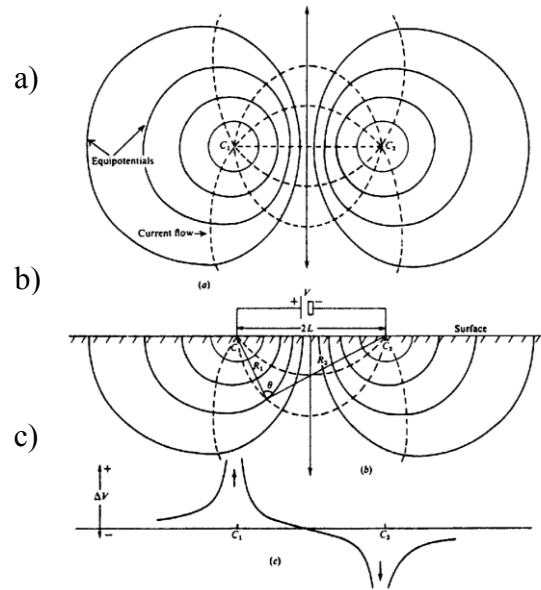 a)
C₁ C₂
Equipotentials
Current flow
(a)
b)
+ V −
2L
Surface
C₁ C₂
R₁ θ R₂
c)
(b)
+
ΔV
−
C₁ C₂
(c)